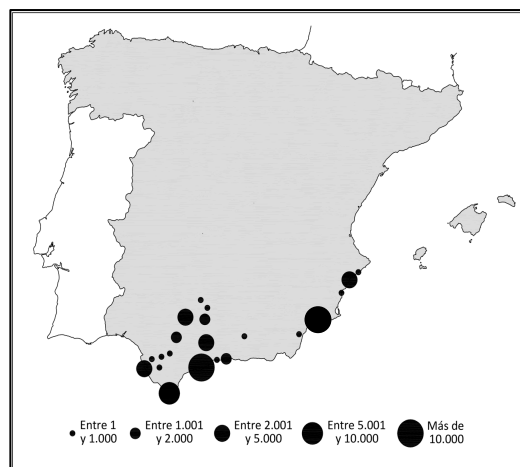 Entre 1
y 1.000
Entre 1.001
y 2.000
Entre 2.001
y 5.000
Entre 5.001
y 10.000
Más de
10.000